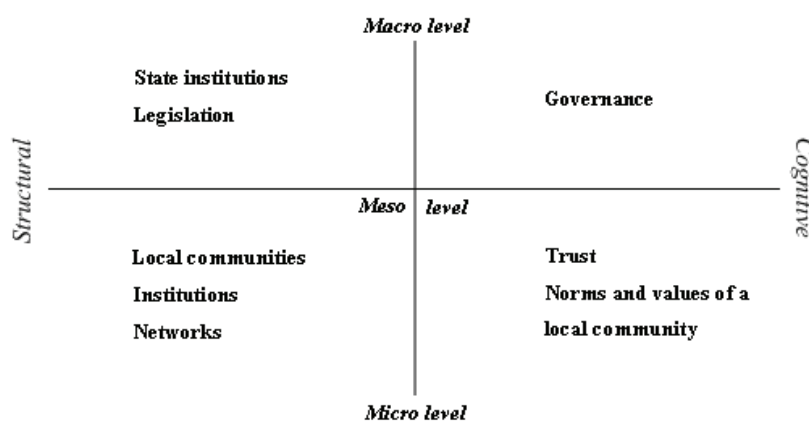 Macro level
State institutions
Legislation
Governance
Structural
Cognitive
Meso level
Local communities
Institutions
Networks
Trust
Norms and values of a
local community
Micro level